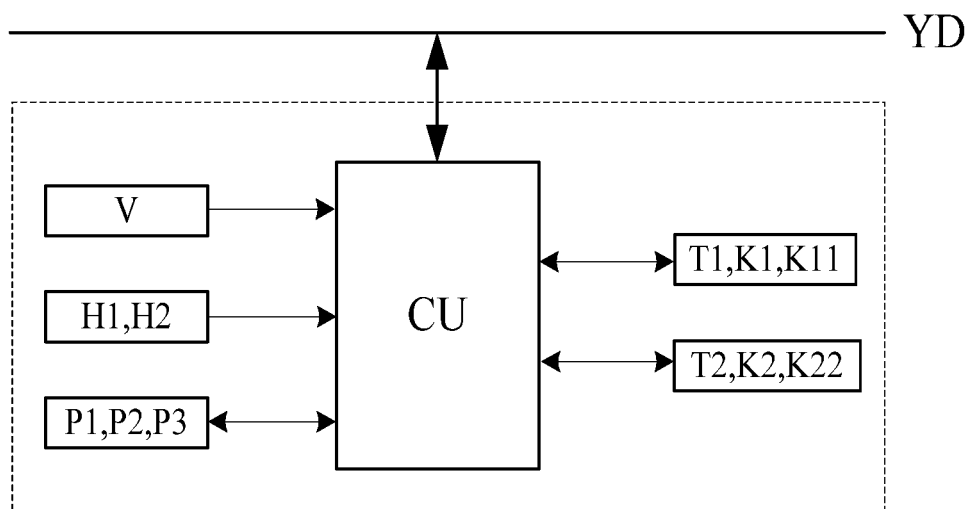 YD
V
H1,H2
P1,P2,P3
CU
T1,K1,K11
T2,K2,K22